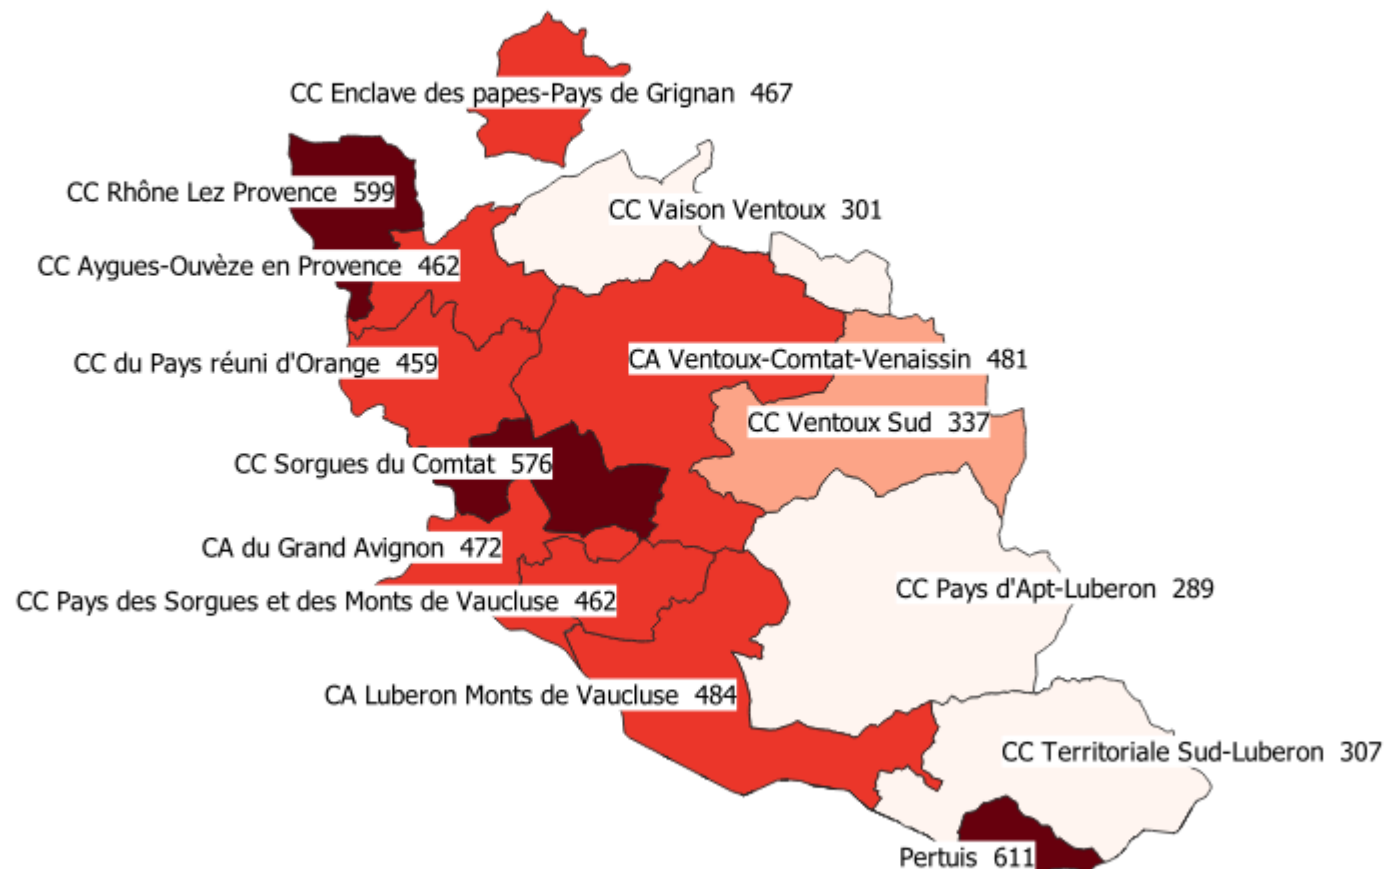 CC Enclave des papes-Pays de Grignan 467
CC Rhône Lez Provence 599
CC Vaison Ventoux 301
CC Aygues-Ouvèze en Provence 462
CC du Pays réuni d'Orange 459
CA Ventoux-Comtat-Venaissin 481
CC Ventoux Sud 337
CC Sorgues du Comtat 576
CA du Grand Avignon 472
CC Pays d'Apt-Luberon 289
CC Pays des Sorgues et des Monts de Vaucluse 462
CA Luberon Monts de Vaucluse 484
CC Territoriale Sud-Luberon 307
Pertuis 611